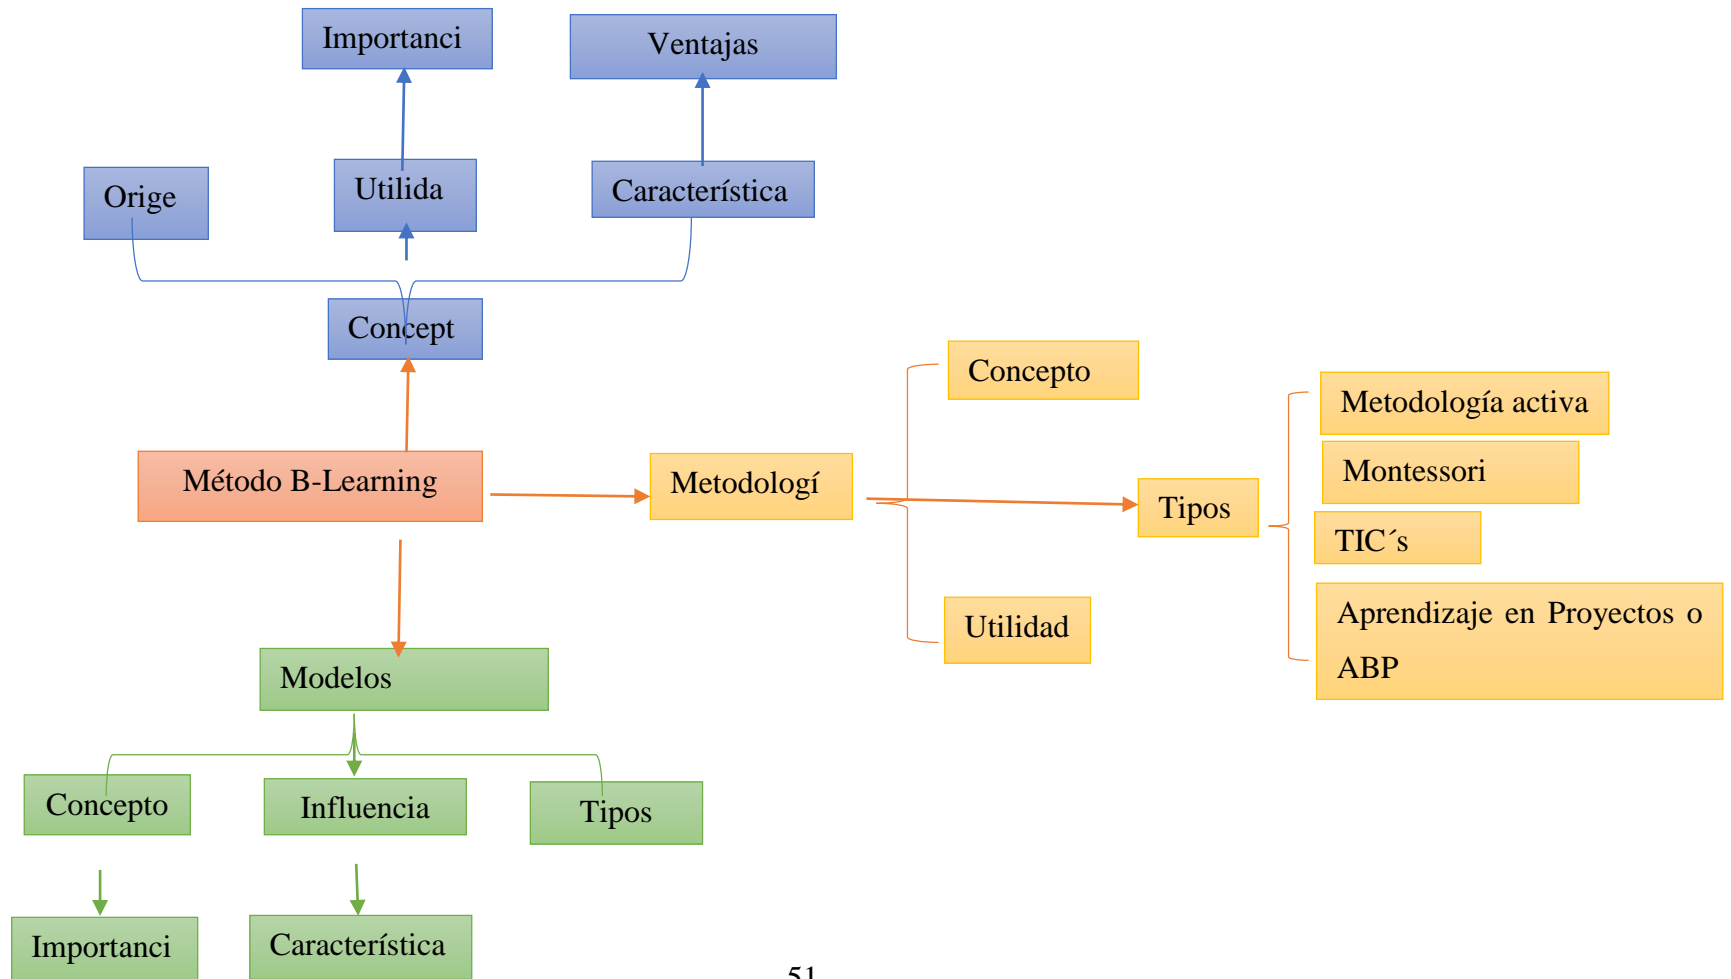 Importanci
Ventajas
Orige
Utilida
Característica
Concept
Concepto
Metodología activa
Método B-Learning
Metodologí
Montessori
Tipos
TIC´s
Aprendizaje en Proyectos o
ABP
Utilidad
Modelos
Concepto
Influencia
Tipos
Importanci
Característica
51